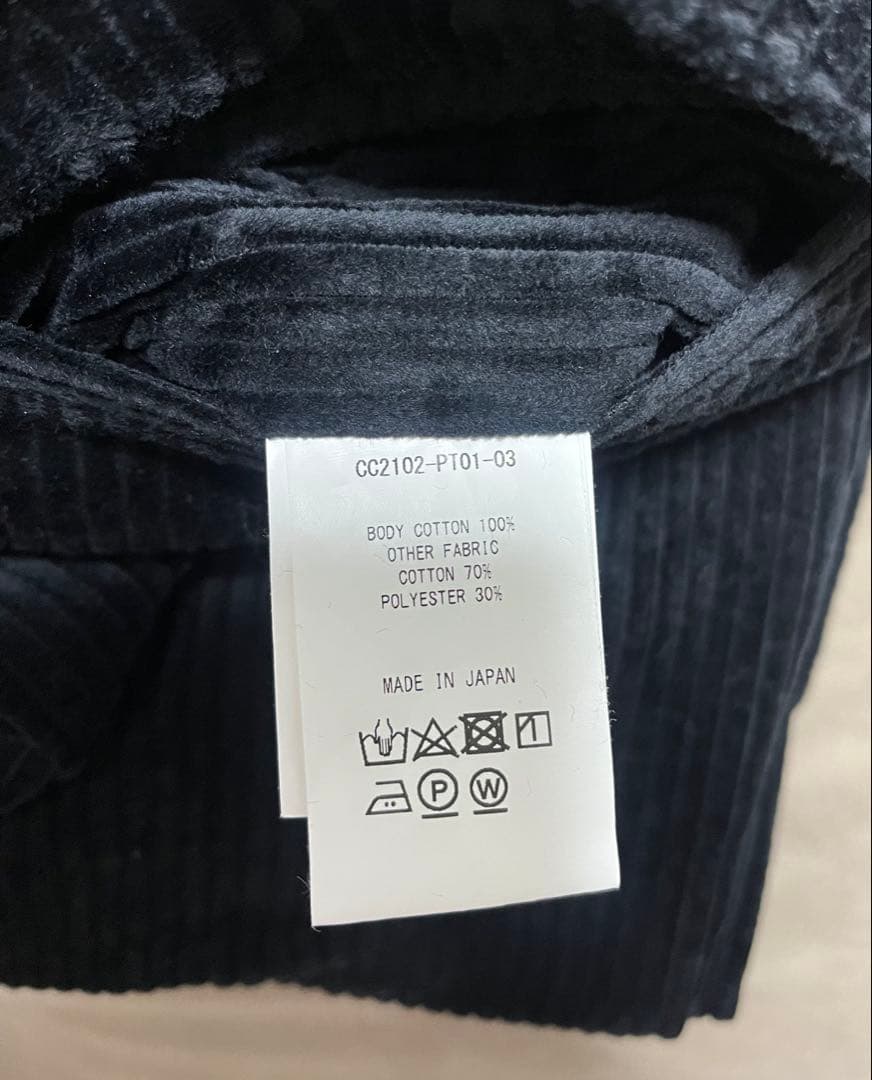 CC2102-PT01-03
BODY COTTON 100%
OTHER FABRIC
COTTON 70%
POLYESTER 30%
MADE IN JAPAN
P W